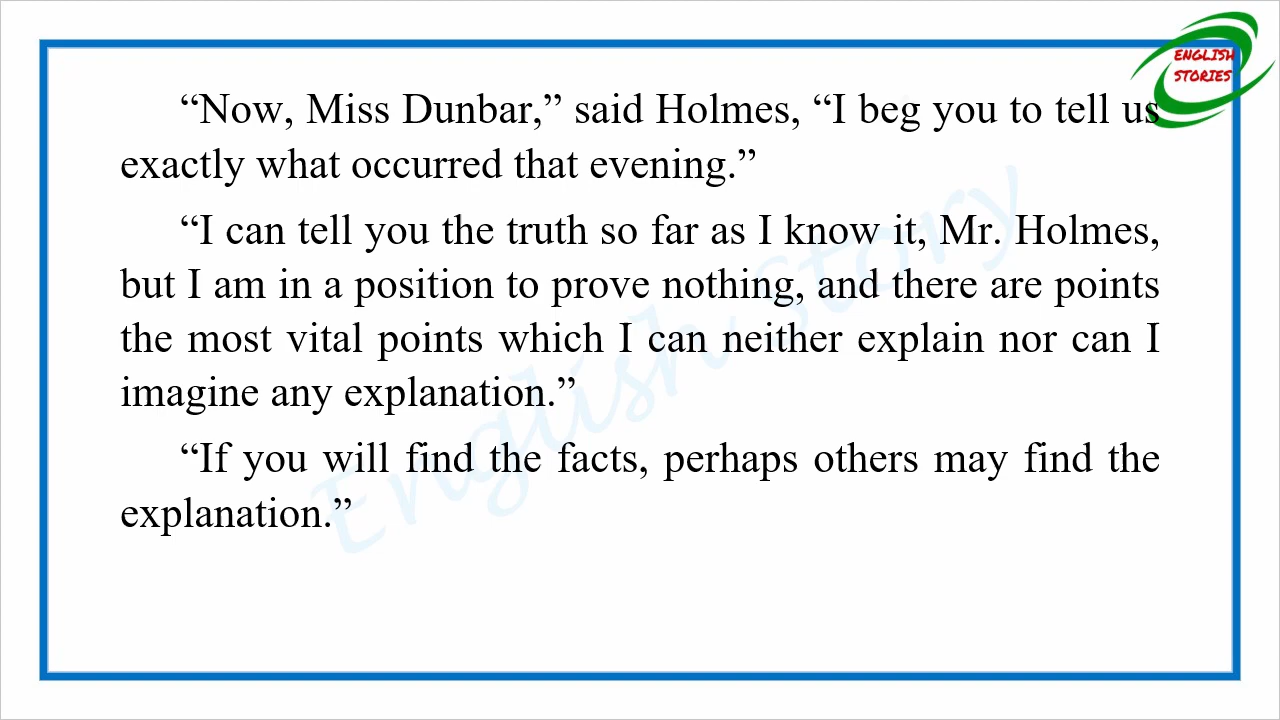 ENGLISH
STORIES
“Now, Miss Dunbar,” said Holmes, “I beg you to tell us
exactly what occurred that evening.”
“I can tell you the truth so far as I know it, Mr. Holmes,
but I am in a position to prove nothing, and there are points
the most vital points which I can neither explain nor can I
imagine any explanation.”
“If you will find the facts, perhaps others may find the
explanation.”
English Story